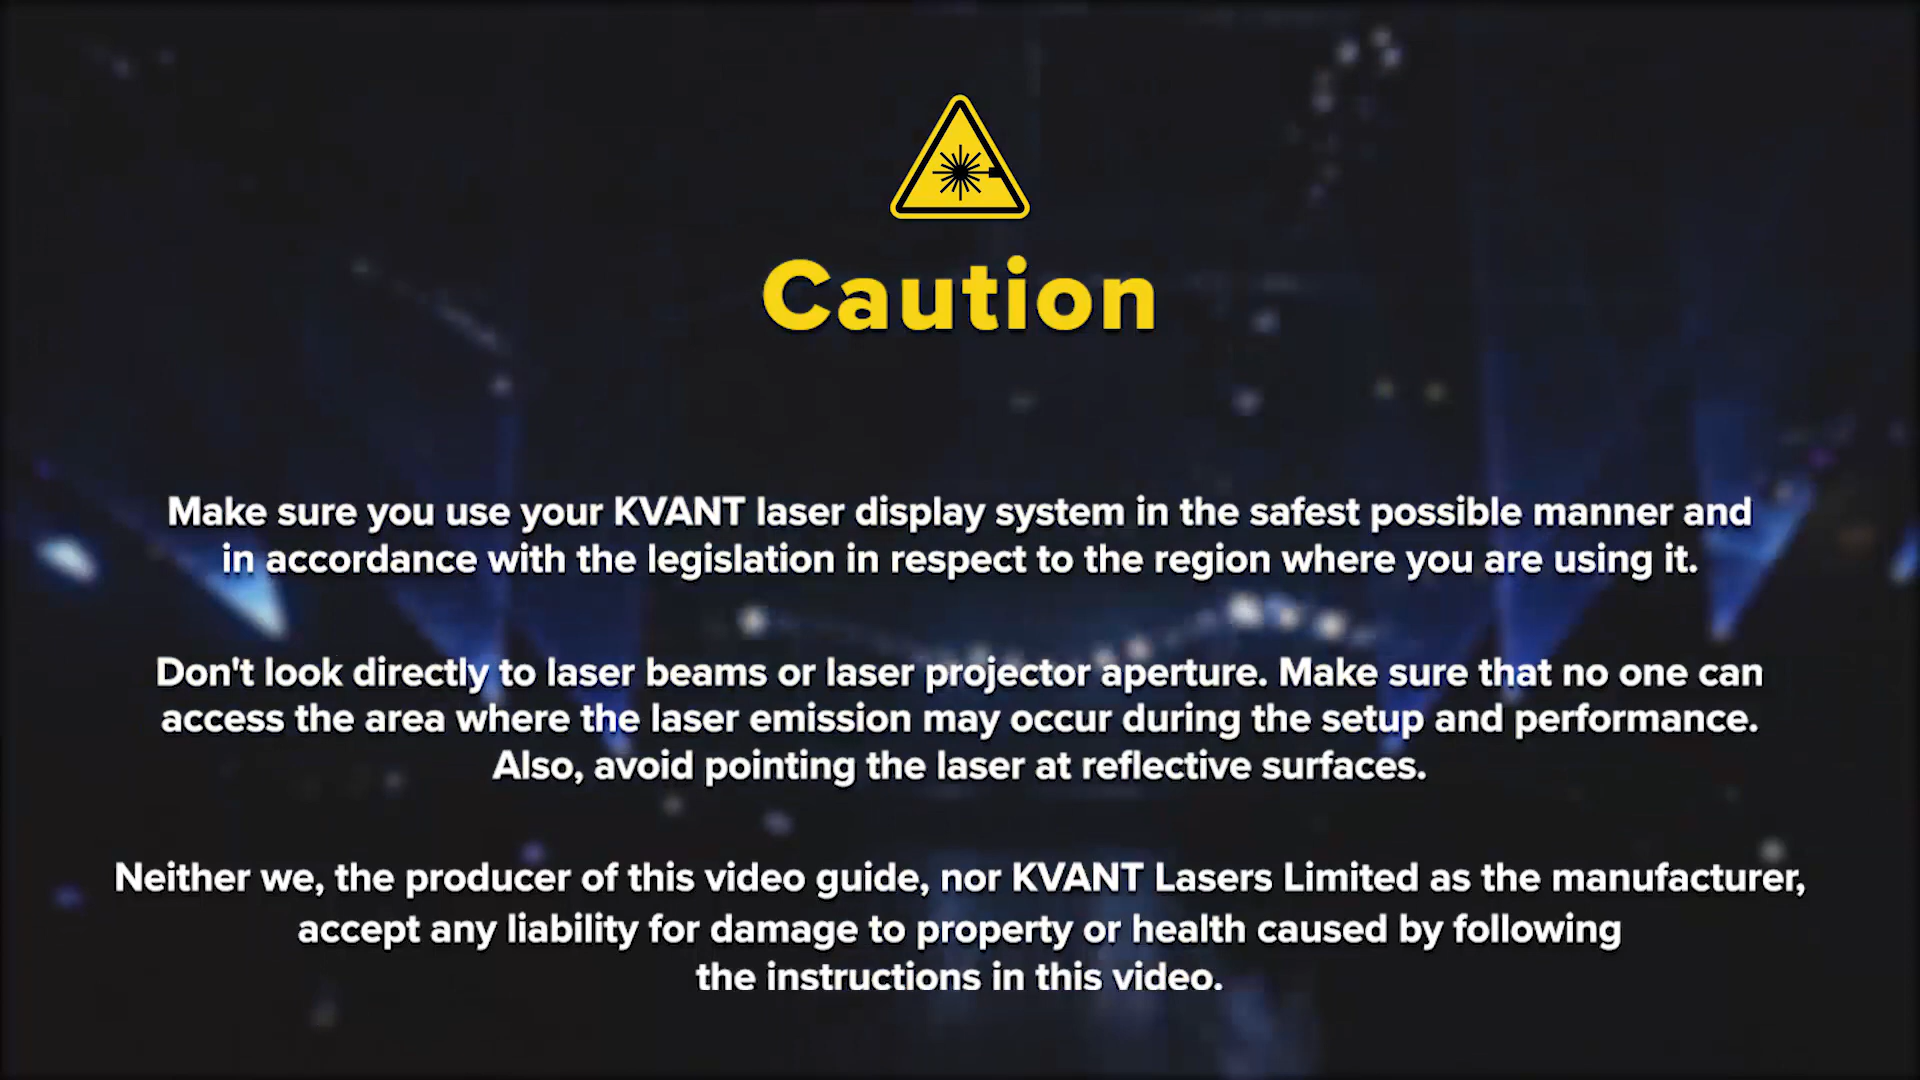 Caution
Make sure you use your KVANT laser display system in the safest possible manner and
in accordance with the legislation in respect to the region where you are using it.
Don't look directly to laser beams or laser projector aperture. Make sure that no one can
access the area where the laser emission may occur during the setup and performance.
Also, avoid pointing the laser at reflective surfaces.
Neither we, the producer of this video guide, nor KVANT Lasers Limited as the manufacturer,
accept any liability for damage to property or health caused by following
the instructions in this video.